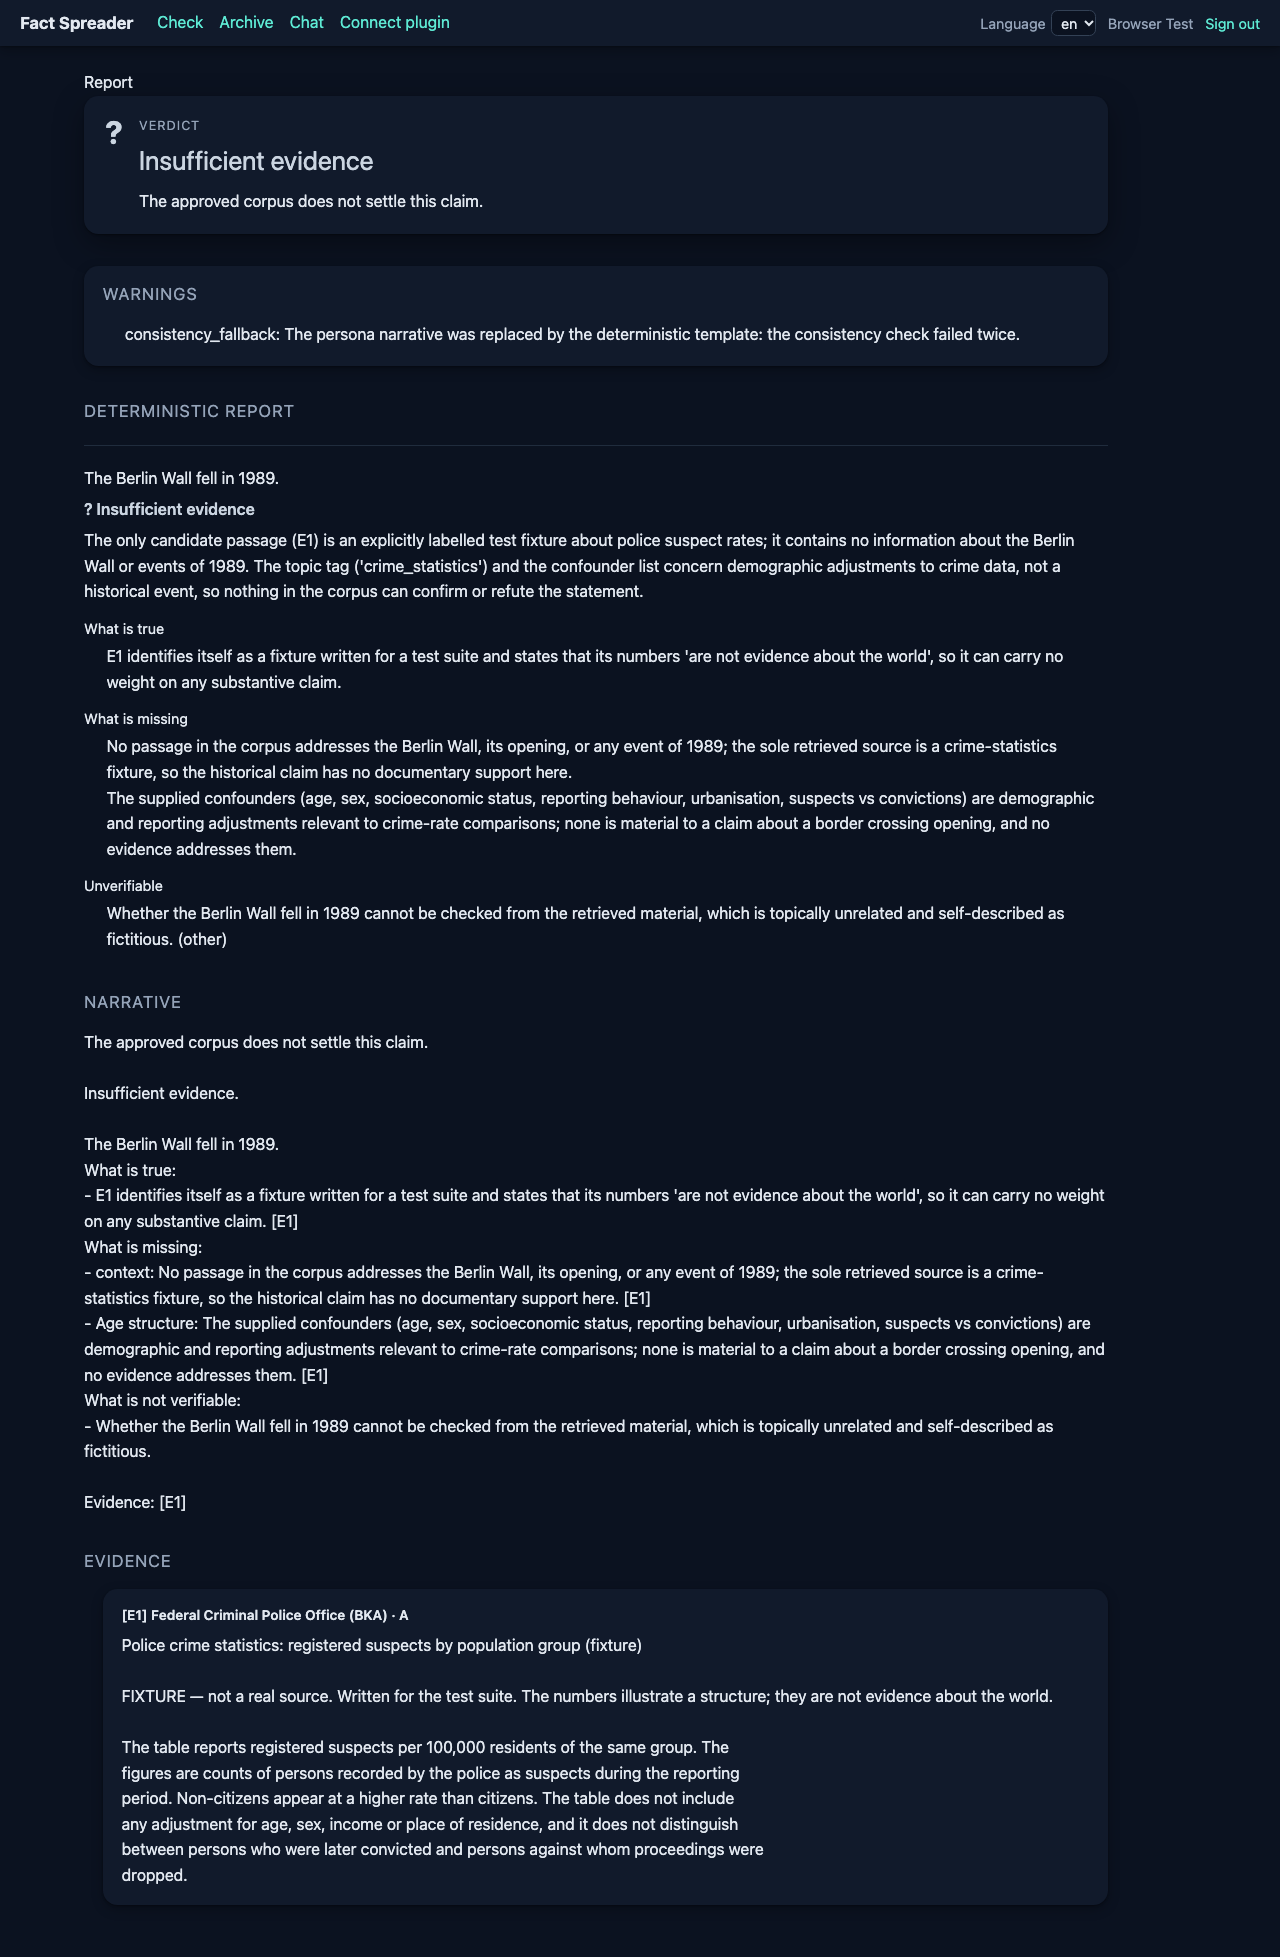 Fact Spreader Check Archive Chat Connect plugin Language en Browser Test Sign out
Report
?
VERDICT
Insufficient evidence
The approved corpus does not settle this claim.
WARNINGS
consistency_fallback: The persona narrative was replaced by the deterministic template: the consistency check failed twice.
DETERMINISTIC REPORT
The Berlin Wall fell in 1989.
? Insufficient evidence
The only candidate passage (E1) is an explicitly labelled test fixture about police suspect rates; it contains no information about the Berlin
Wall or events of 1989. The topic tag ('crime_statistics') and the confounder list concern demographic adjustments to crime data, not a
historical event, so nothing in the corpus can confirm or refute the statement.
What is true
E1 identifies itself as a fixture written for a test suite and states that its numbers 'are not evidence about the world', so it can carry no
weight on any substantive claim.
What is missing
No passage in the corpus addresses the Berlin Wall, its opening, or any event of 1989; the sole retrieved source is a crime-statistics
fixture, so the historical claim has no documentary support here.
The supplied confounders (age, sex, socioeconomic status, reporting behaviour, urbanisation, suspects vs convictions) are demographic
and reporting adjustments relevant to crime-rate comparisons; none is material to a claim about a border crossing opening, and no
evidence addresses them.
Unverifiable
Whether the Berlin Wall fell in 1989 cannot be checked from the retrieved material, which is topically unrelated and self-described as
fictitious. (other)
NARRATIVE
The approved corpus does not settle this claim.
Insufficient evidence.
The Berlin Wall fell in 1989.
What is true:
- E1 identifies itself as a fixture written for a test suite and states that its numbers 'are not evidence about the world', so it can carry no weight
on any substantive claim. [E1]
What is missing:
- context: No passage in the corpus addresses the Berlin Wall, its opening, or any event of 1989; the sole retrieved source is a crime-
statistics fixture, so the historical claim has no documentary support here. [E1]
- Age structure: The supplied confounders (age, sex, socioeconomic status, reporting behaviour, urbanisation, suspects vs convictions) are
demographic and reporting adjustments relevant to crime-rate comparisons; none is material to a claim about a border crossing opening, and
no evidence addresses them. [E1]
What is not verifiable:
- Whether the Berlin Wall fell in 1989 cannot be checked from the retrieved material, which is topically unrelated and self-described as
fictitious.
Evidence: [E1]
EVIDENCE
[E1] Federal Criminal Police Office (BKA) · A
Police crime statistics: registered suspects by population group (fixture)
FIXTURE — not a real source. Written for the test suite. The numbers illustrate a structure; they are not evidence about the world.
The table reports registered suspects per 100,000 residents of the same group. The
figures are counts of persons recorded by the police as suspects during the reporting
period. Non-citizens appear at a higher rate than citizens. The table does not include
any adjustment for age, sex, income or place of residence, and it does not distinguish
between persons who were later convicted and persons against whom proceedings were
dropped.